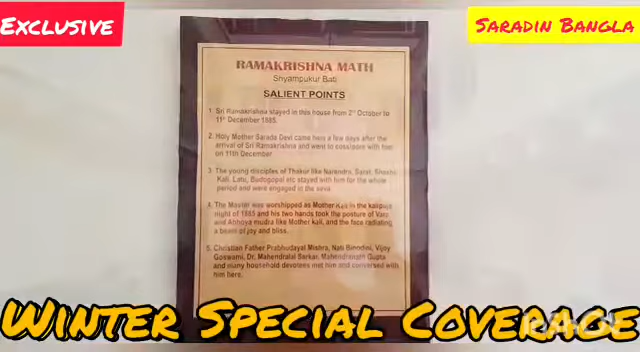 EXCLUSIVE
SARADIN BANGLA
RAMAKRISHNA MATH
Shyampukur Bati
SALIENT POINTS
1. Sri Ramakrishna stayed in this house from 2nd October to
11th December 1885.
2. Holy Mother Sarada Devi came here a few days after the
arrival of Sri Ramakrishna and went to cossipore with him
on 11th December
3. The young disciples of Thakur like Narendra, Sarat, Shashi
Kali, Latu, Budogopal etc stayed with him for the whole
period and were engaged in the seva.
4. The Master was worshipped as Mother Kali in the kalipuja
night of 1885 and his two hands took the posture of Vara
and Abhoya mudra like Mother kali, and the face radiating
a beam of joy and bliss.
5. Christian Father Prabhudayal Mishra, Nati Binodini, Vijoy
Goswami, Dr. Mahendralal Sarkar, Mahendranath Gupta
and many household devotees met him and conversed with
him here.
WINTER SPECIAL COVERAGE